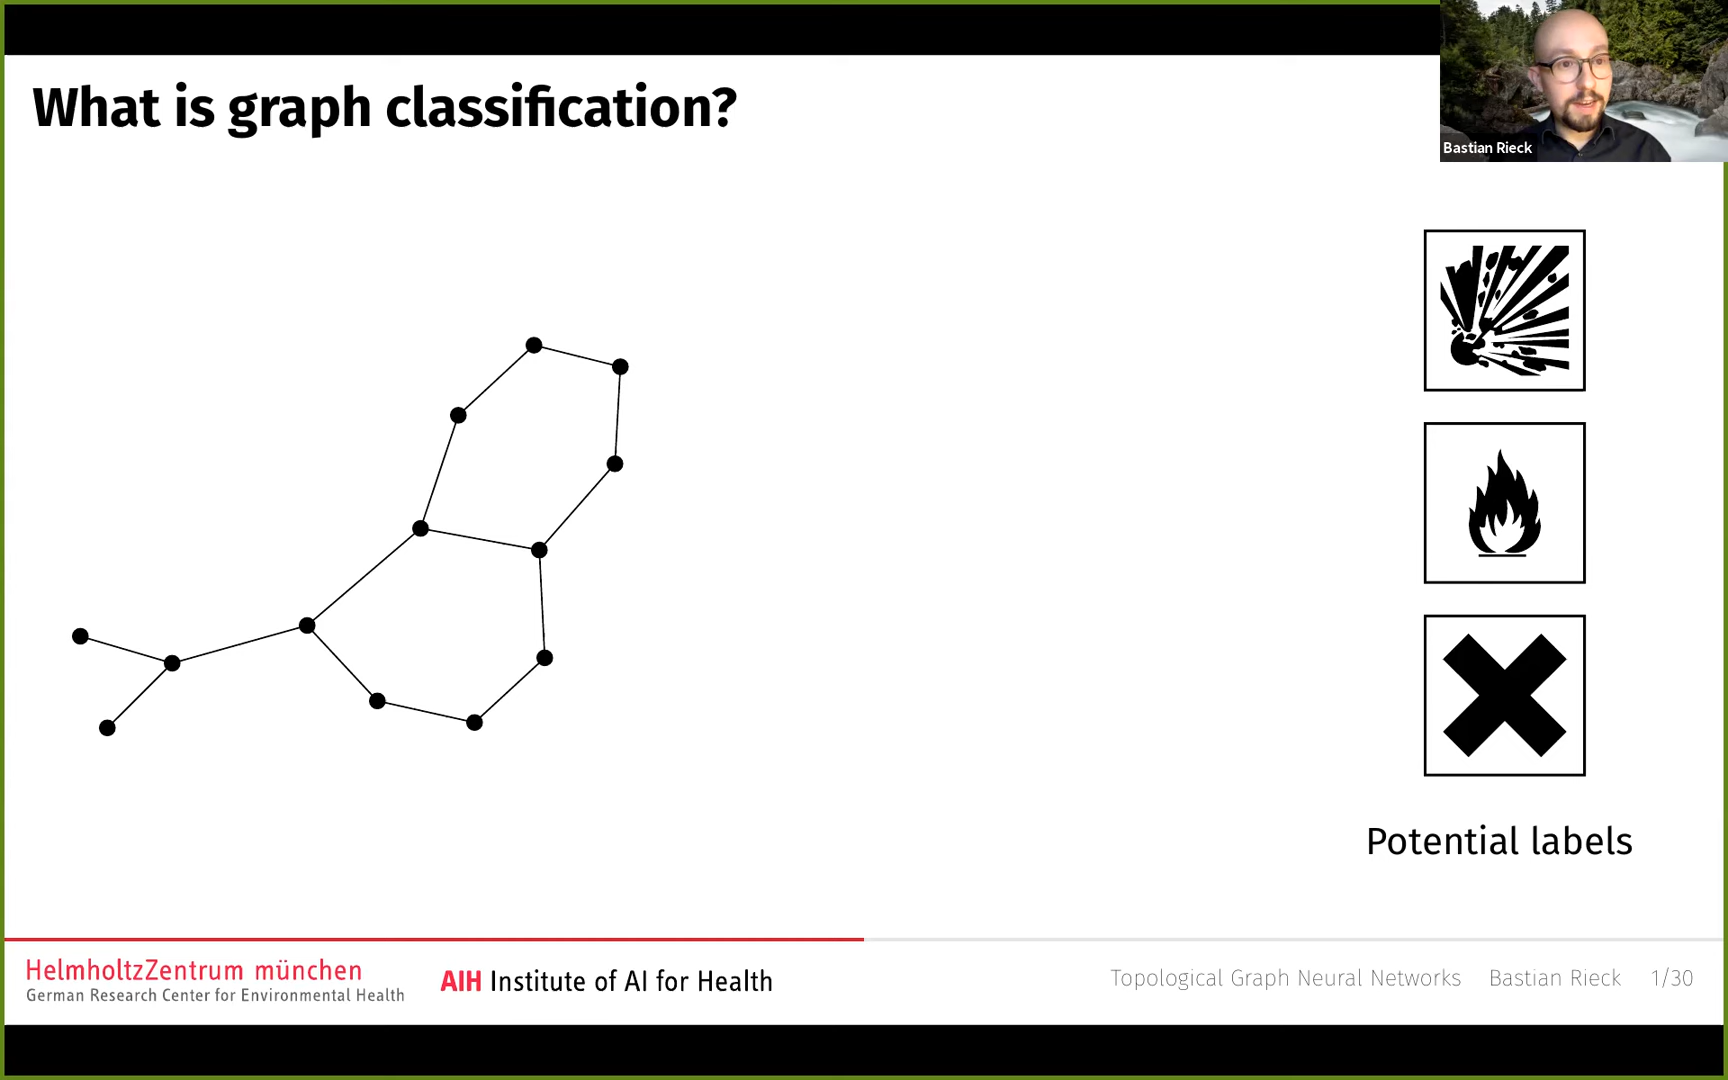 What is graph classification?
Bastian Rieck
Potential labels
HelmholtzZentrum münchen
German Research Center for Environmental Health
AIH Institute of AI for Health
Topological Graph Neural Networks Bastian Rieck 1/30